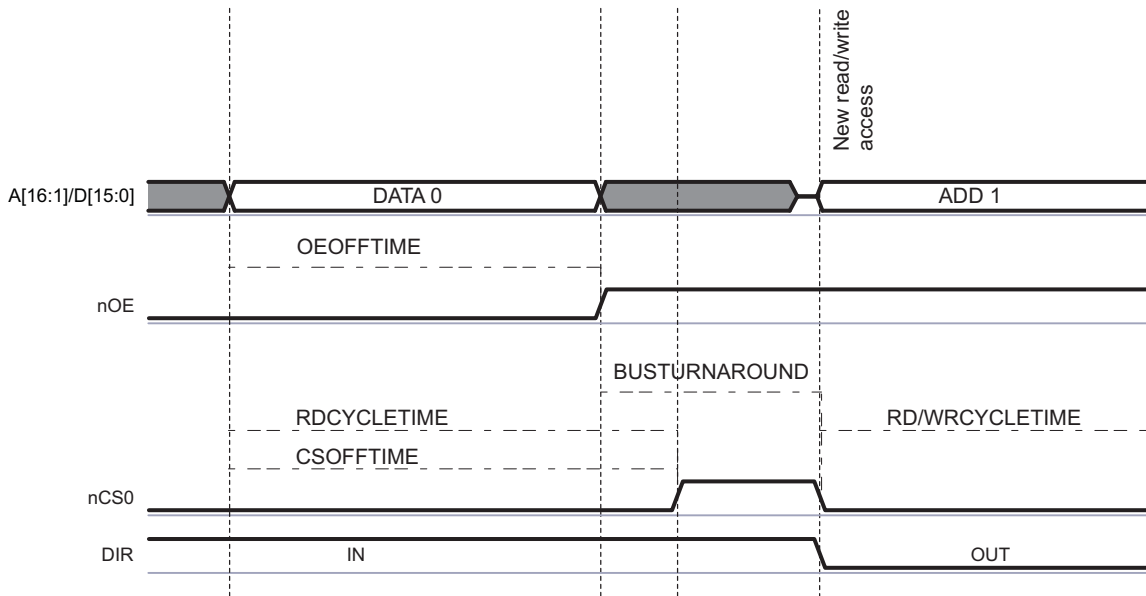 New read/write
access
A[16:1]/D[15:0]
DATA 0
ADD 1
OEOFFTIME
nOE
BUSTURNAROUND
RDCYCLETIME
RD/WRCYCLETIME
CSOFFTIME
nCS0
DIR
IN
OUT